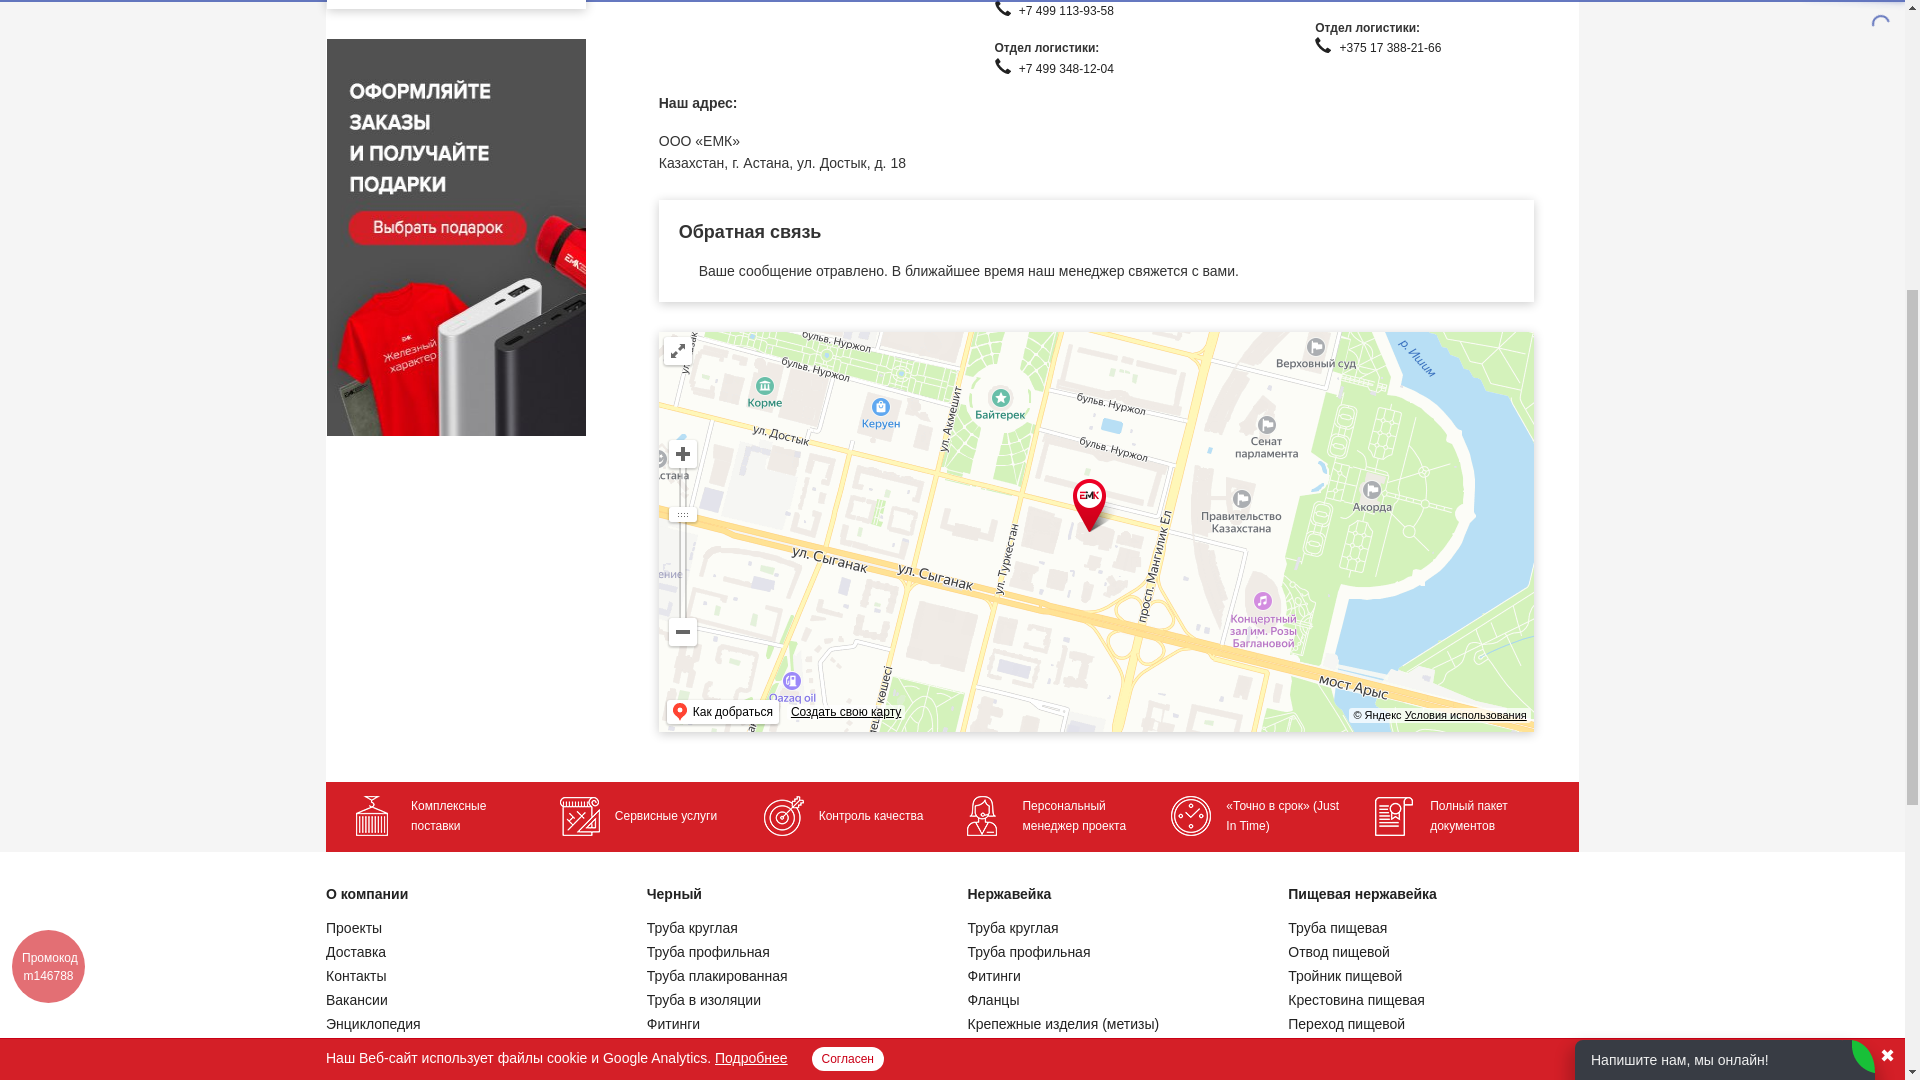 +7 499 113-93-58
Отдел логистики:
+7 499 348-12-04
Отдел логистики:
+375 17 388-21-66
ОФОРМЛЯЙТЕ
ЗАКАЗЫ
И ПОЛУЧАЙТЕ
ПОДАРКИ
Выбрать подарок
ЕМК
ЕМК
Железный
характер
Наш адрес:
ООО «ЕМК»
Казахстан, г. Астана, ул. Достык, д. 18
Обратная связь
Ваше сообщение отравлено. В ближайшее время наш менеджер свяжется с вами.
бульв. Нуржол
бульв. Нуржол
Верховный суд
р. Ишим
Корме
Керуен
ул. Акмешит
Байтерек
бульв. Нуржол
ул. Достык
бульв. Нуржол
Сенат
парламента
стана
ЕМК
Акорда
Правительство
Казахстана
ул. Сыганак
ул. Сыганак
ул. Туркестан
просп. Мангилик Ел
ение
Концертный
зал им. Розы
Баглановой
Qazaq oil
мост Арыс
Как добраться
Создать свою карту
© Яндекс Условия использования
Комплексные
поставки
Сервисные услуги
Контроль качества
Персональный
менеджер проекта
«Точно в срок» (Just
In Time)
Полный пакет
документов
О компании
Проекты
Доставка
Контакты
Вакансии
Энциклопедия
Черный
Труба круглая
Труба профильная
Труба плакированная
Труба в изоляции
Фитинги
Нержавейка
Труба круглая
Труба профильная
Фитинги
Фланцы
Крепежные изделия (метизы)
Пищевая нержавейка
Труба пищевая
Отвод пищевой
Тройник пищевой
Крестовина пищевая
Переход пищевой
Промокод
m146788
Наш Веб-сайт использует файлы cookie и Google Analytics. Подробнее
Согласен
Напишите нам, мы онлайн!